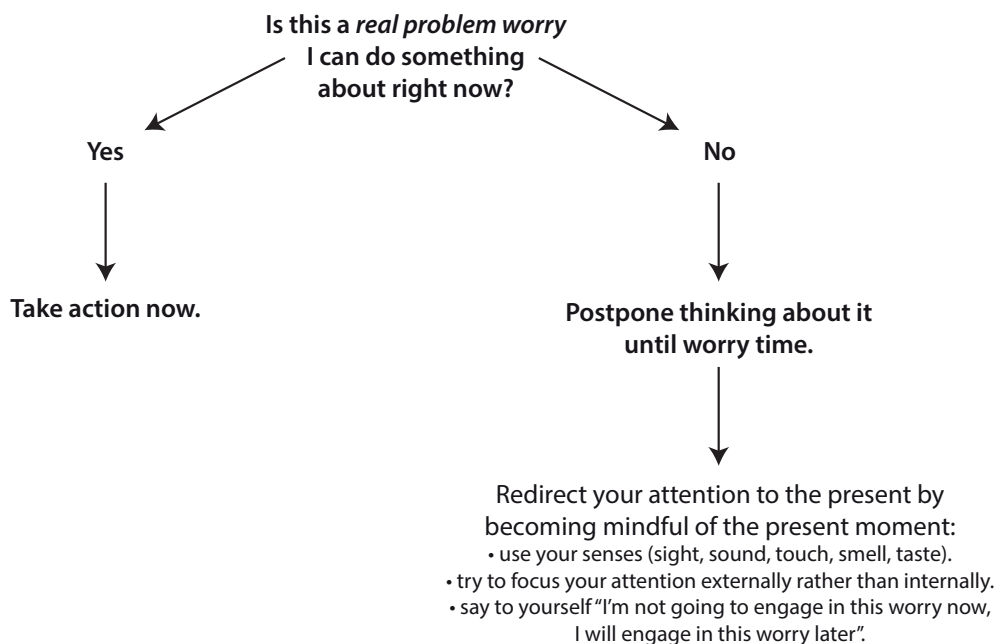 Is this a real problem worry
I can do something
about right now?
Yes
No
Take action now.
Postpone thinking about it
until worry time.
Redirect your attention to the present by
becoming mindful of the present moment:
• use your senses (sight, sound, touch, smell, taste).
• try to focus your attention externally rather than internally.
• say to yourself “I’m not going to engage in this worry now,
I will engage in this worry later”.